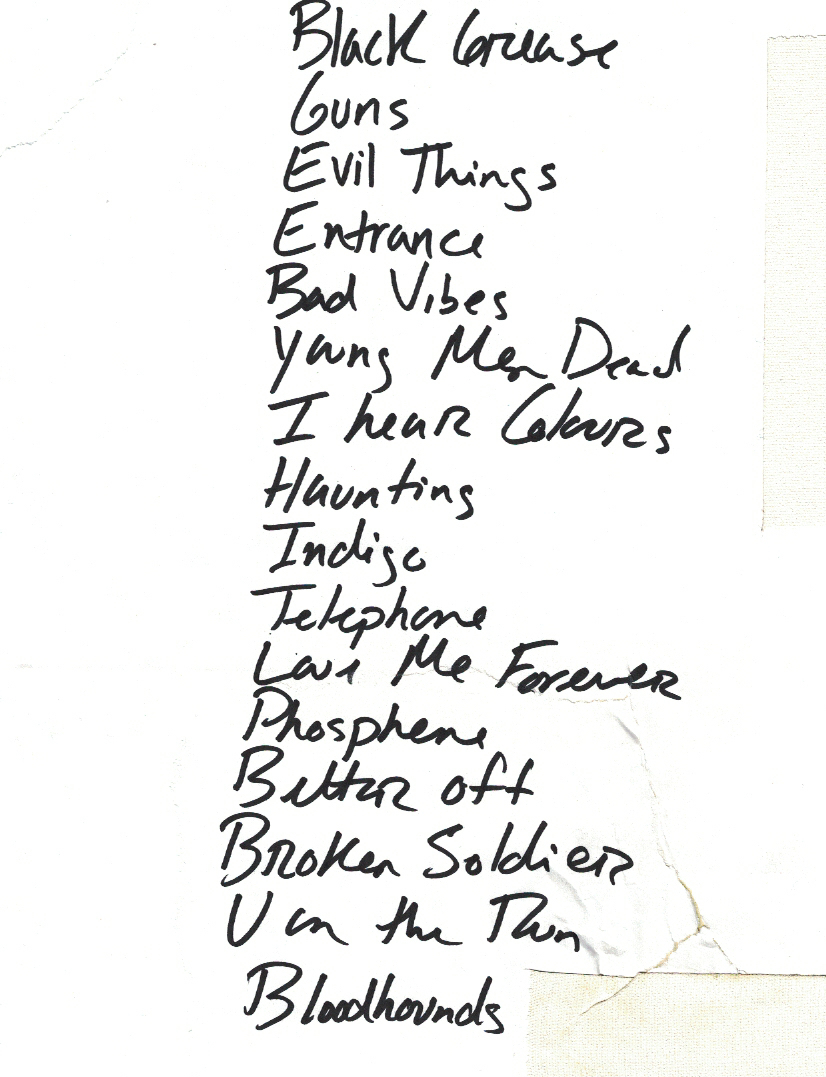 Black Grease
Guns
Evil Things
Entrance
Bad Vibes
Young Men Dead
I hear Colours
Haunting
Indigo
Telephone
Love Me Forever
Phosphene
Better off
Broken Soldier
U on the Run
Bloodhounds